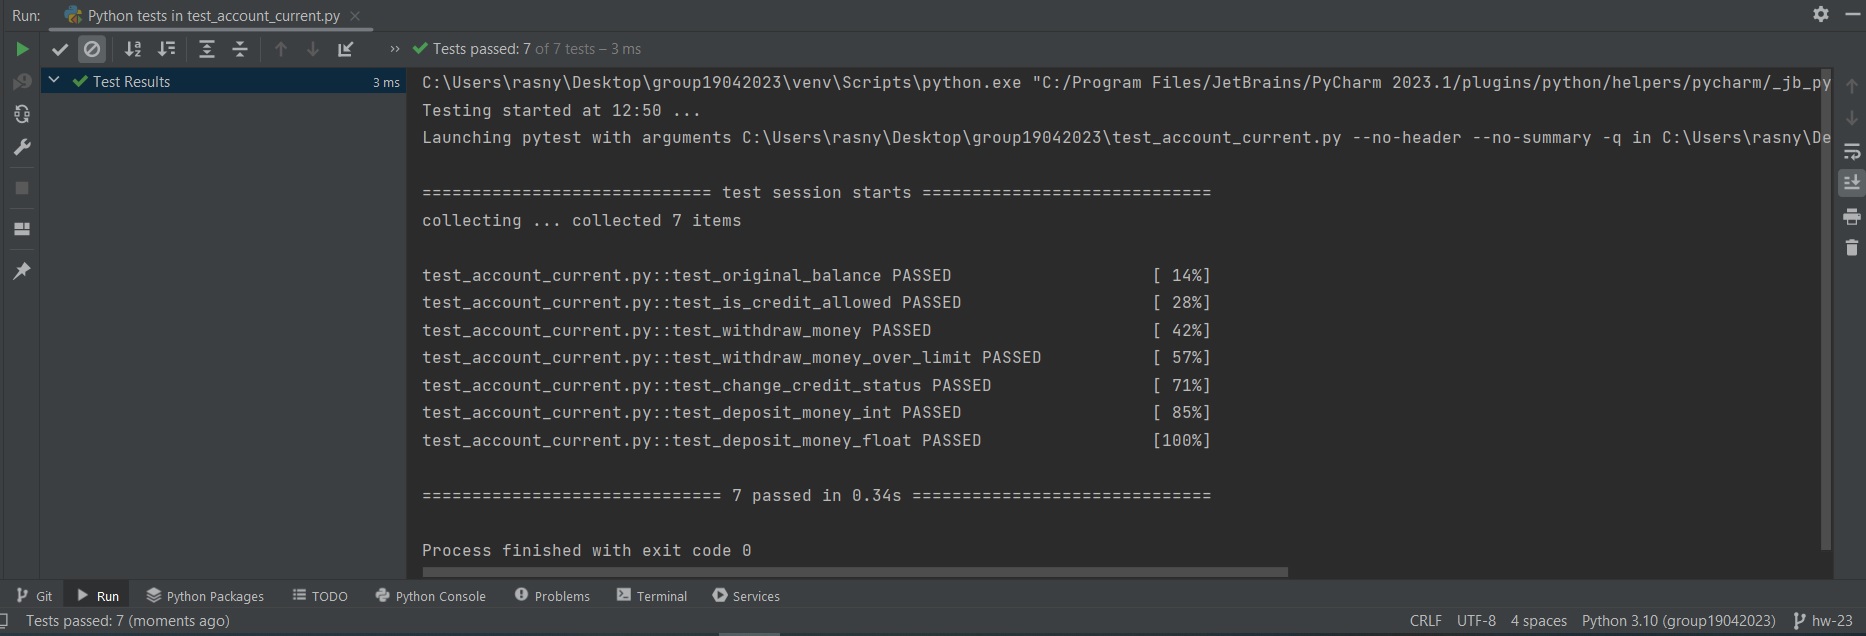 Run: Python tests in test_account_current.py
» Tests passed: 7 of 7 tests – 3 ms
Test Results 3 ms
C:\Users\rasny\Desktop\group19042023\venv\Scripts\python.exe "C:/Program Files/JetBrains/PyCharm 2023.1/plugins/python/helpers/pycharm/_jb_py
Testing started at 12:50 ...
Launching pytest with arguments C:\Users\rasny\Desktop\group19042023\test_account_current.py --no-header --no-summary -q in C:\Users\rasny\De
============================= test session starts =============================
collecting ... collected 7 items
test_account_current.py::test_original_balance PASSED [ 14%]
test_account_current.py::test_is_credit_allowed PASSED [ 28%]
test_account_current.py::test_withdraw_money PASSED [ 42%]
test_account_current.py::test_withdraw_money_over_limit PASSED [ 57%]
test_account_current.py::test_change_credit_status PASSED [ 71%]
test_account_current.py::test_deposit_money_int PASSED [ 85%]
test_account_current.py::test_deposit_money_float PASSED [100%]
============================== 7 passed in 0.34s ==============================
Process finished with exit code 0
Git Run Python Packages TODO Python Console Problems Terminal Services
Tests passed: 7 (moments ago) CRLF UTF-8 4 spaces Python 3.10 (group19042023) hw-23